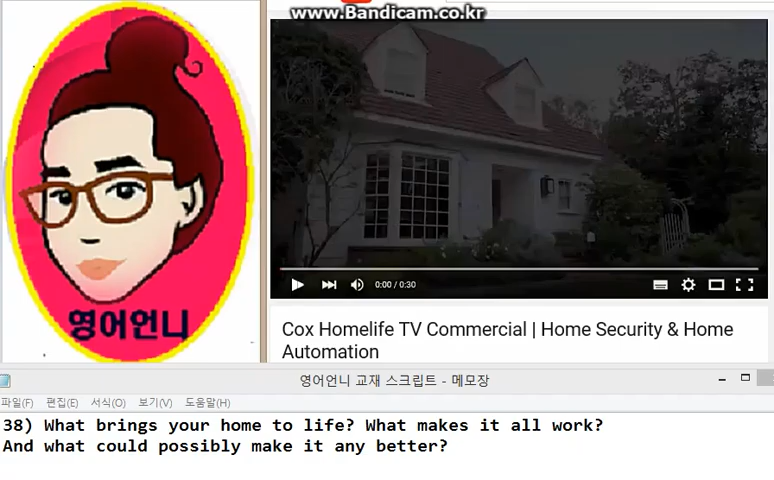 www.Bandicam.co.kr
영어언니
0:00 / 0:30
Cox Homelife TV Commercial | Home Security & Home
Automation
영어언니 교재 스크립트 - 메모장
파일(F) 편집(E) 서식(O) 보기(V) 도움말(H)
38) What brings your home to life? What makes it all work?
And what could possibly make it any better?